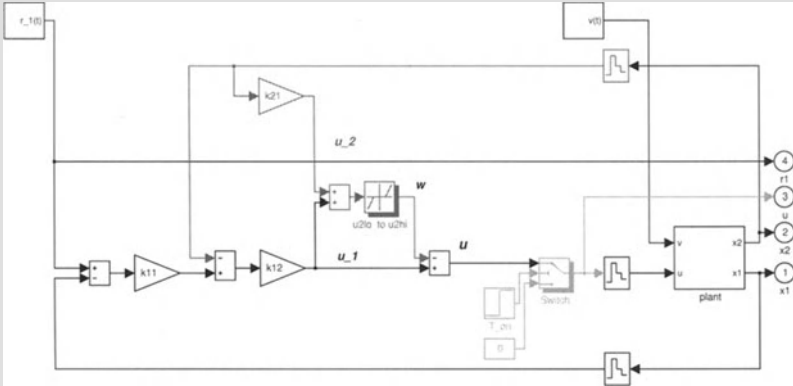 r_1(t)
v(t)
k21
u_2
4
r1
w
3
u
u2lo to u2hi
v
x2
2
x2
u_1
u
k11
k12
u
x1
1
x1
Switch
plant
T_on
0